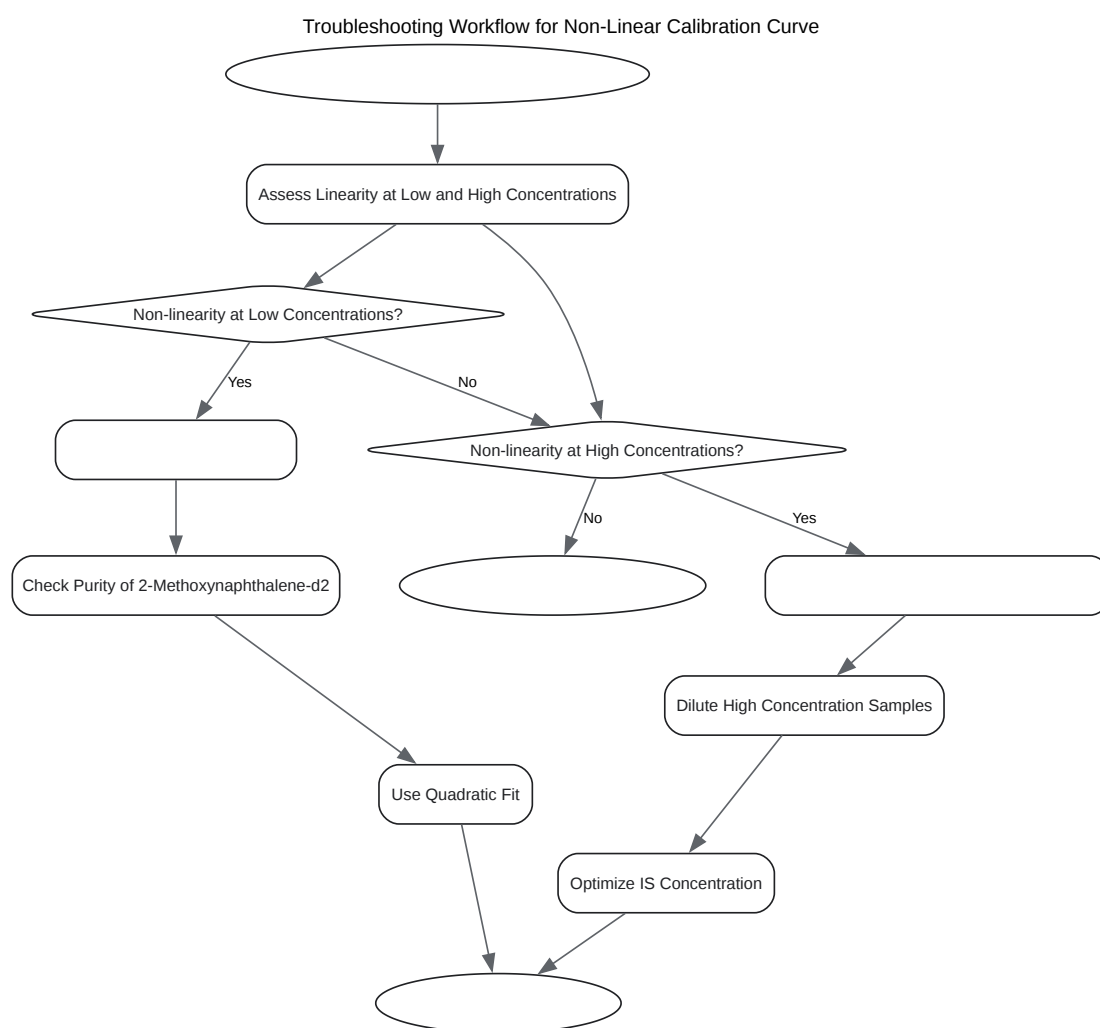 Troubleshooting Workflow for Non-Linear Calibration Curve
Assess Linearity at Low and High Concentrations
Non-linearity at Low Concentrations?
Yes
No
Non-linearity at High Concentrations?
No
Yes
Check Purity of 2-Methoxynaphthalene-d2
Dilute High Concentration Samples
Use Quadratic Fit
Optimize IS Concentration